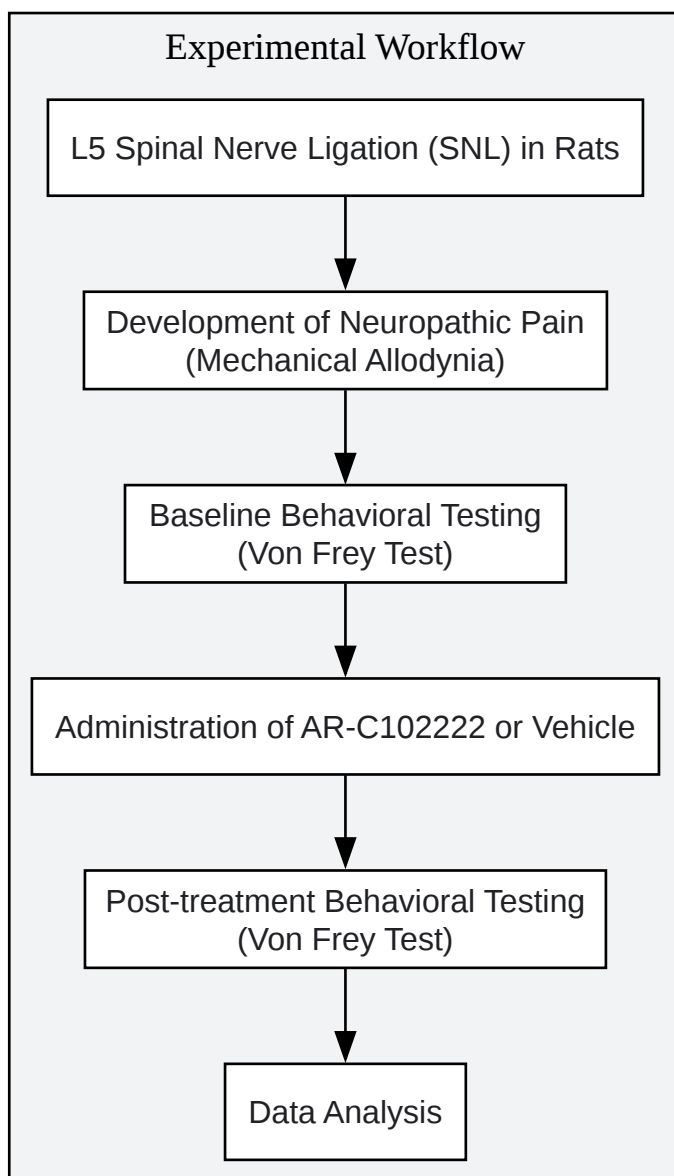 Experimental Workflow
L5 Spinal Nerve Ligation (SNL) in Rats
Development of Neuropathic Pain
(Mechanical Allodynia)
Baseline Behavioral Testing
(Von Frey Test)
Administration of AR-C102222 or Vehicle
Post-treatment Behavioral Testing
(Von Frey Test)
Data Analysis